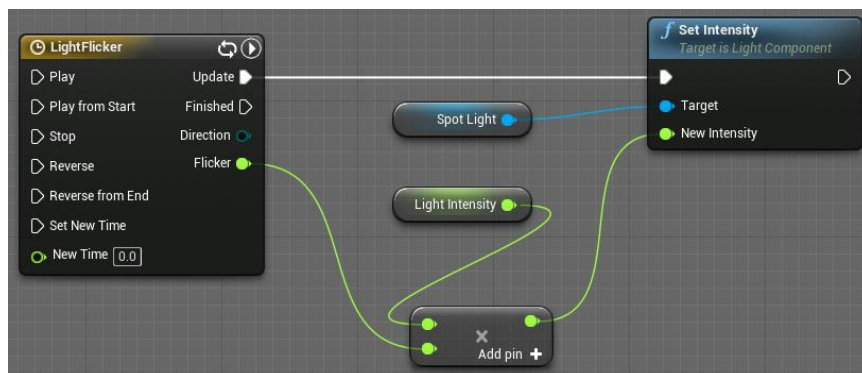 LightFlicker
Play Update
Play from Start Finished
Stop Direction
Reverse Flicker
Reverse from End
Set New Time
New Time 0.0
Spot Light
Light Intensity
Add pin
f Set Intensity
Target is Light Component
Target
New Intensity